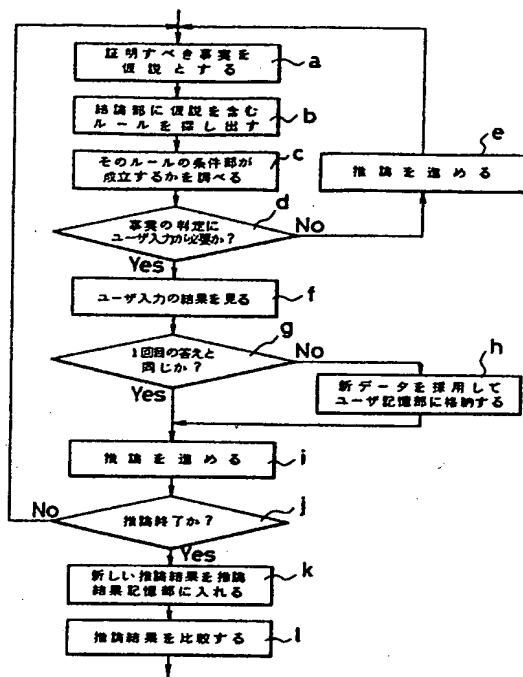 証明すべき事実を
仮説とする
a
結論部に仮説を含む
ルールを探し出す
b
そのルールの条件部が
成立するかを調べる
c
事実の判定に
ユーザ入力が必要か?
d
No
推論を進める
e
Yes
ユーザ入力の結果を見る
f
1回目の答えと
同じか?
g
No
新データを採用して
ユーザ記憶部に格納する
h
Yes
推論を進める
i
推論終了か?
j
No
Yes
新しい推論結果を推論
結果記憶部に入れる
k
推論結果を比較する
l